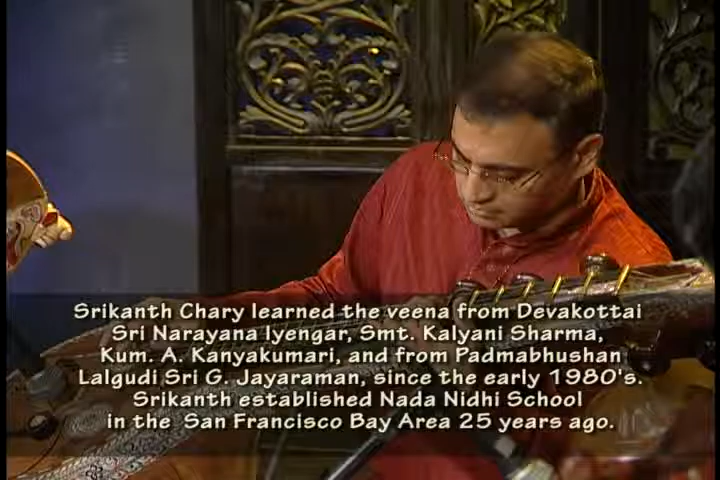 Srikanth Chary learned the veena from Devakottai
Sri Narayana Iyengar, Smt. Kalyani Sharma,
Kum. A. Kanyakumari, and from Padmabhushan
Lalgudi Sri G. Jayaraman, since the early 1980's.
Srikanth established Nada Nidhi School
in the San Francisco Bay Area 25 years ago.